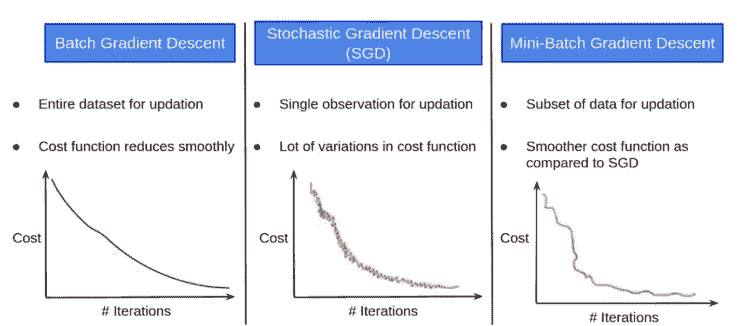 Batch Gradient Descent
● Entire dataset for updation
● Cost function reduces smoothly
Cost
# Iterations
Stochastic Gradient Descent
(SGD)
● Single observation for updation
● Lot of variations in cost function
Cost
# Iterations
Mini-Batch Gradient Descent
● Subset of data for updation
● Smoother cost function as
compared to SGD
Cost
# Iterations